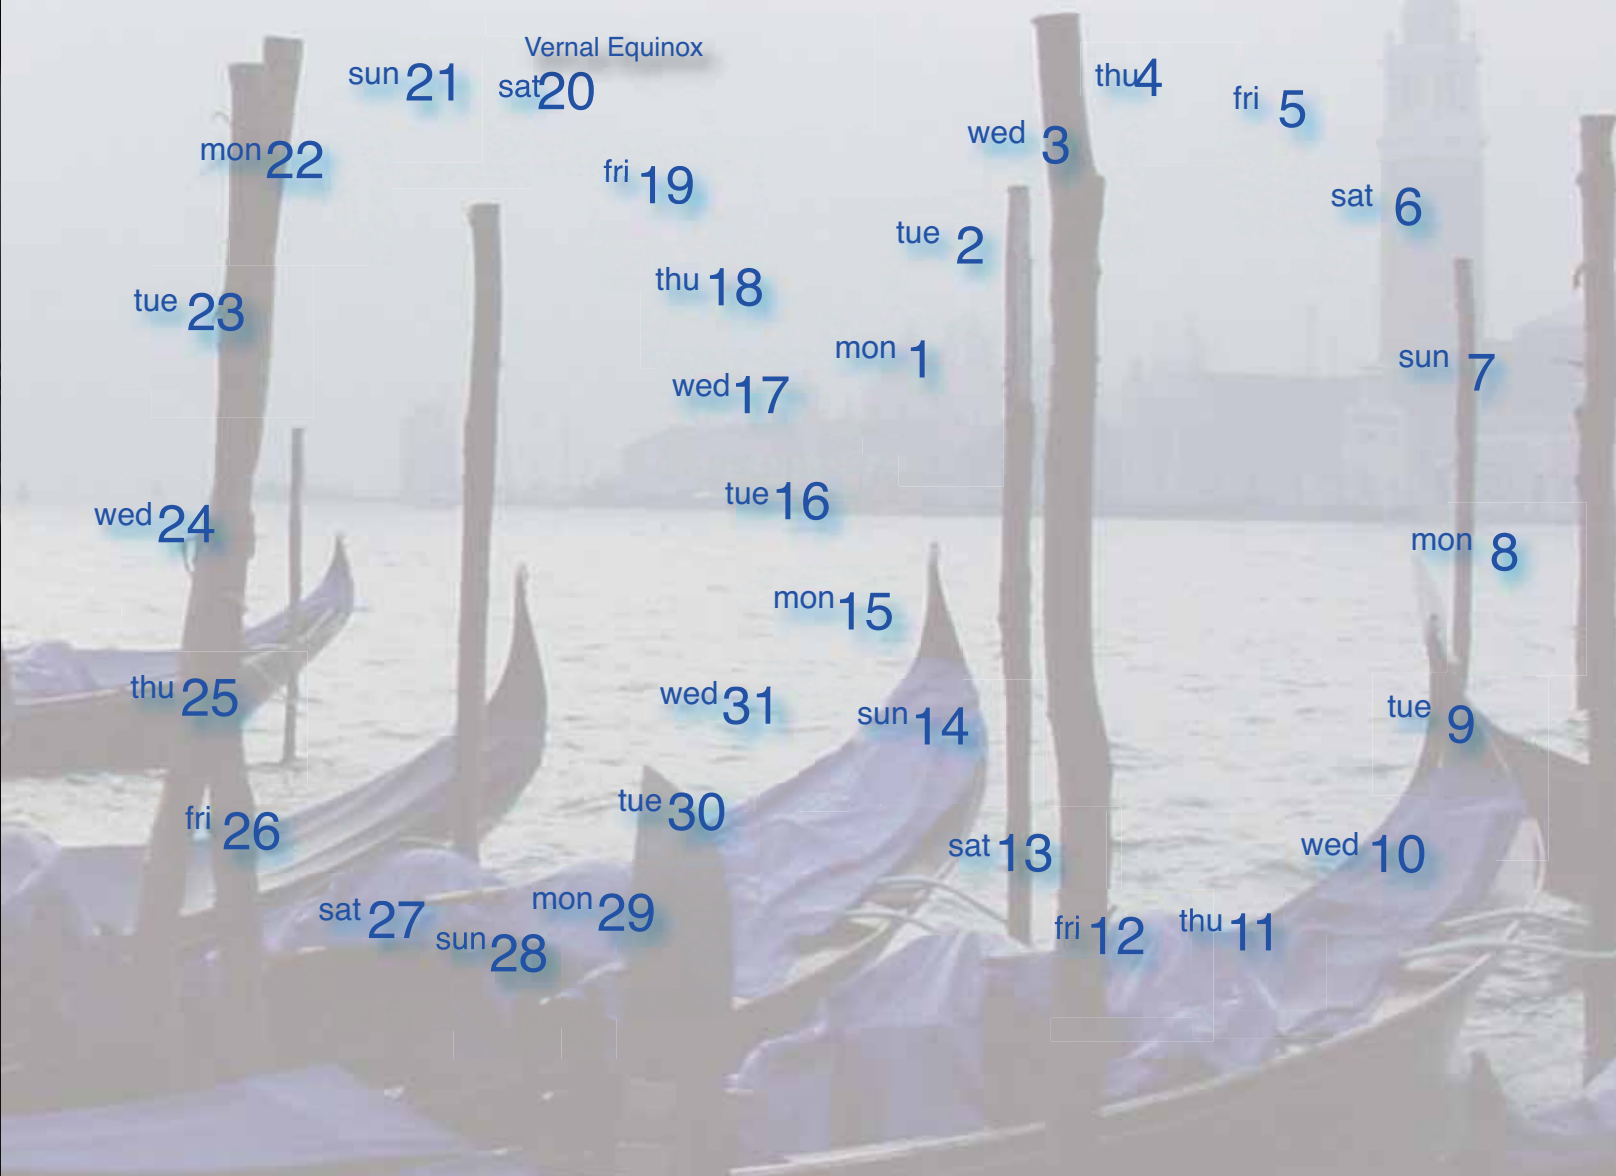 mon 1
tue 2
wed 3
thu 4
fri 5
sat 6
sun 7
mon 8
tue 9
wed 10
thu 11
fri 12
sat 13
sun 14
mon 15
tue 16
wed 17
thu 18
fri 19
Vernal Equinox
sat 20
sun 21
mon 22
tue 23
wed 24
thu 25
fri 26
sat 27
sun 28
mon 29
tue 30
wed 31